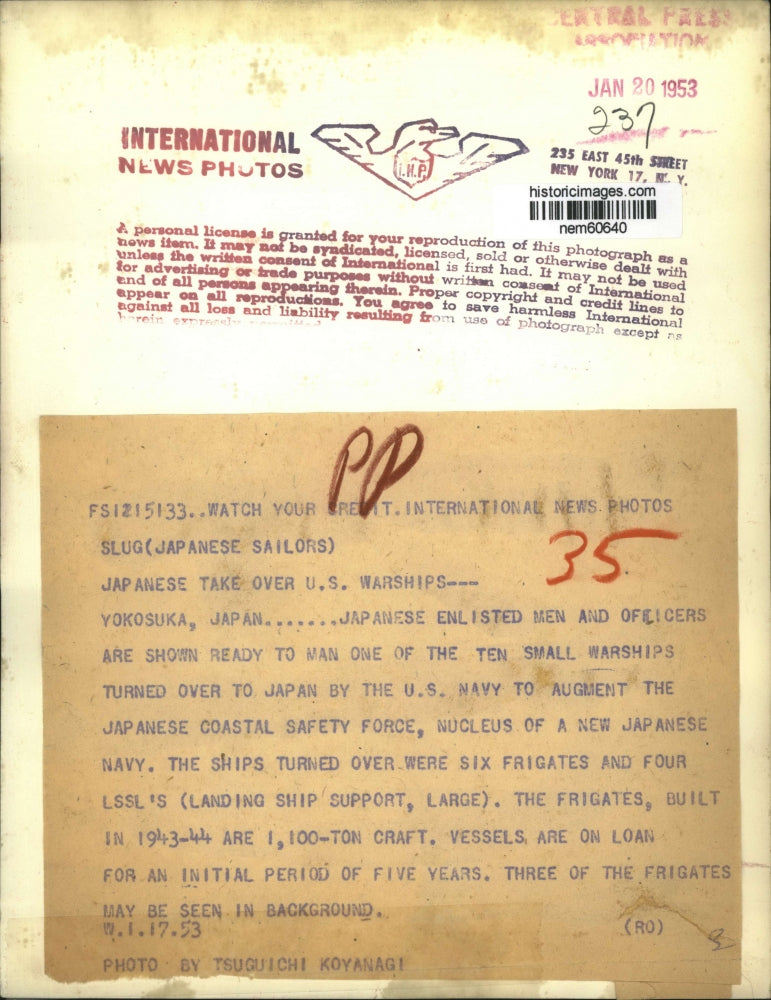 CENTRAL PRESS
ASSOCIATION
JAN 20 1953
237
INTERNATIONAL
NEWS PHOTOS
I.N.P.
235 EAST 45th STREET
NEW YORK 17, N. Y.
historicimages.com
nem60640
A personal license is granted for your reproduction of this photograph as a
news item. It may not be syndicated, licensed, sold or otherwise dealt with
unless the written consent of International is first had. It may not be used
for advertising or trade purposes without written consent of International
and of all persons appearing therein. Proper copyright and credit lines to
appear on all reproductions. You agree to save harmless International
against all loss and liability resulting from use of photograph except as
herein expressly
PP
FS1215133..WATCH YOUR CREDIT.INTERNATIONAL NEWS PHOTOS
SLUG(JAPANESE SAILORS)
35
JAPANESE TAKE OVER U.S. WARSHIPS---
YOKOSUKA, JAPAN.......JAPANESE ENLISTED MEN AND OFFICERS
ARE SHOWN READY TO MAN ONE OF THE TEN SMALL WARSHIPS
TURNED OVER TO JAPAN BY THE U.S. NAVY TO AUGMENT THE
JAPANESE COASTAL SAFETY FORCE, NUCLEUS OF A NEW JAPANESE
NAVY. THE SHIPS TURNED OVER WERE SIX FRIGATES AND FOUR
LSSL'S (LANDING SHIP SUPPORT, LARGE). THE FRIGATES, BUILT
IN 1943-44 ARE 1,100-TON CRAFT. VESSELS ARE ON LOAN
FOR AN INITIAL PERIOD OF FIVE YEARS. THREE OF THE FRIGATES
MAY BE SEEN IN BACKGROUND.
W.1.17.53 (RO)
PHOTO BY TSUGUICHI KOYANAGI